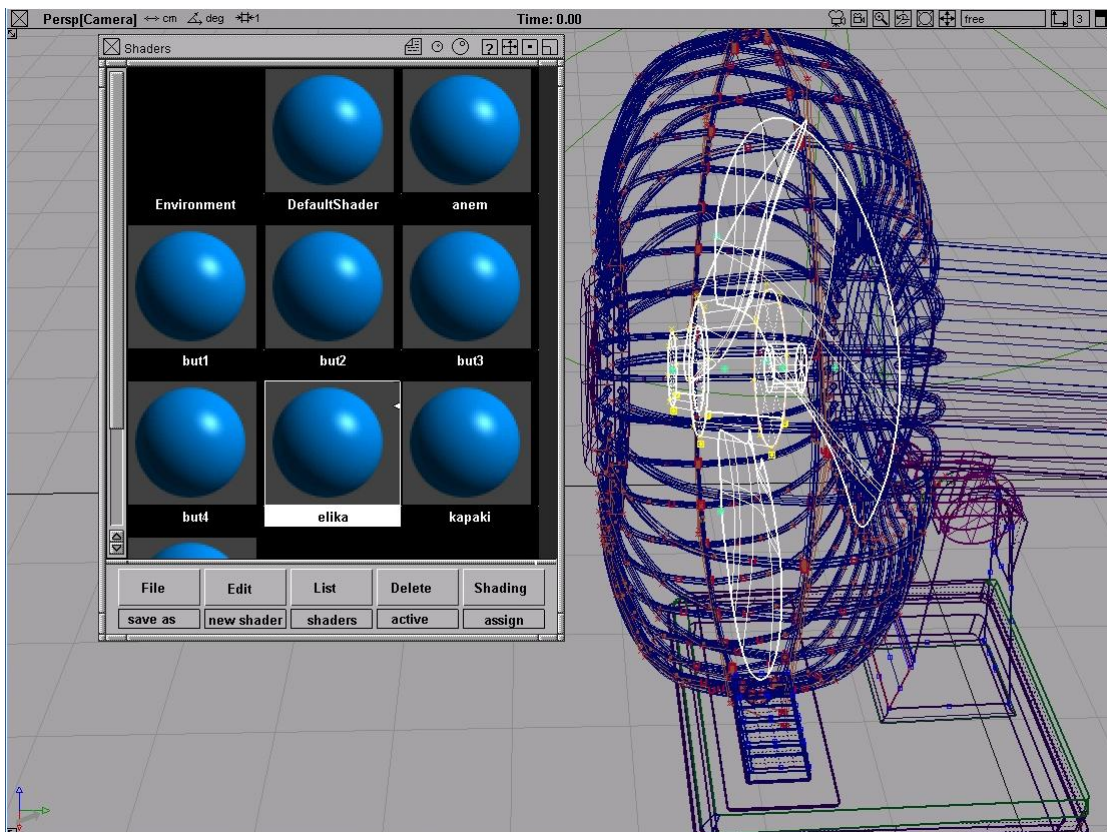 Persp[Camera] cm deg 1 Time: 0.00 free 3
Shaders ?
Environment DefaultShader anem
but1 but2 but3
but4 elika kapaki
File Edit List Delete Shading
save as new shader shaders active assign